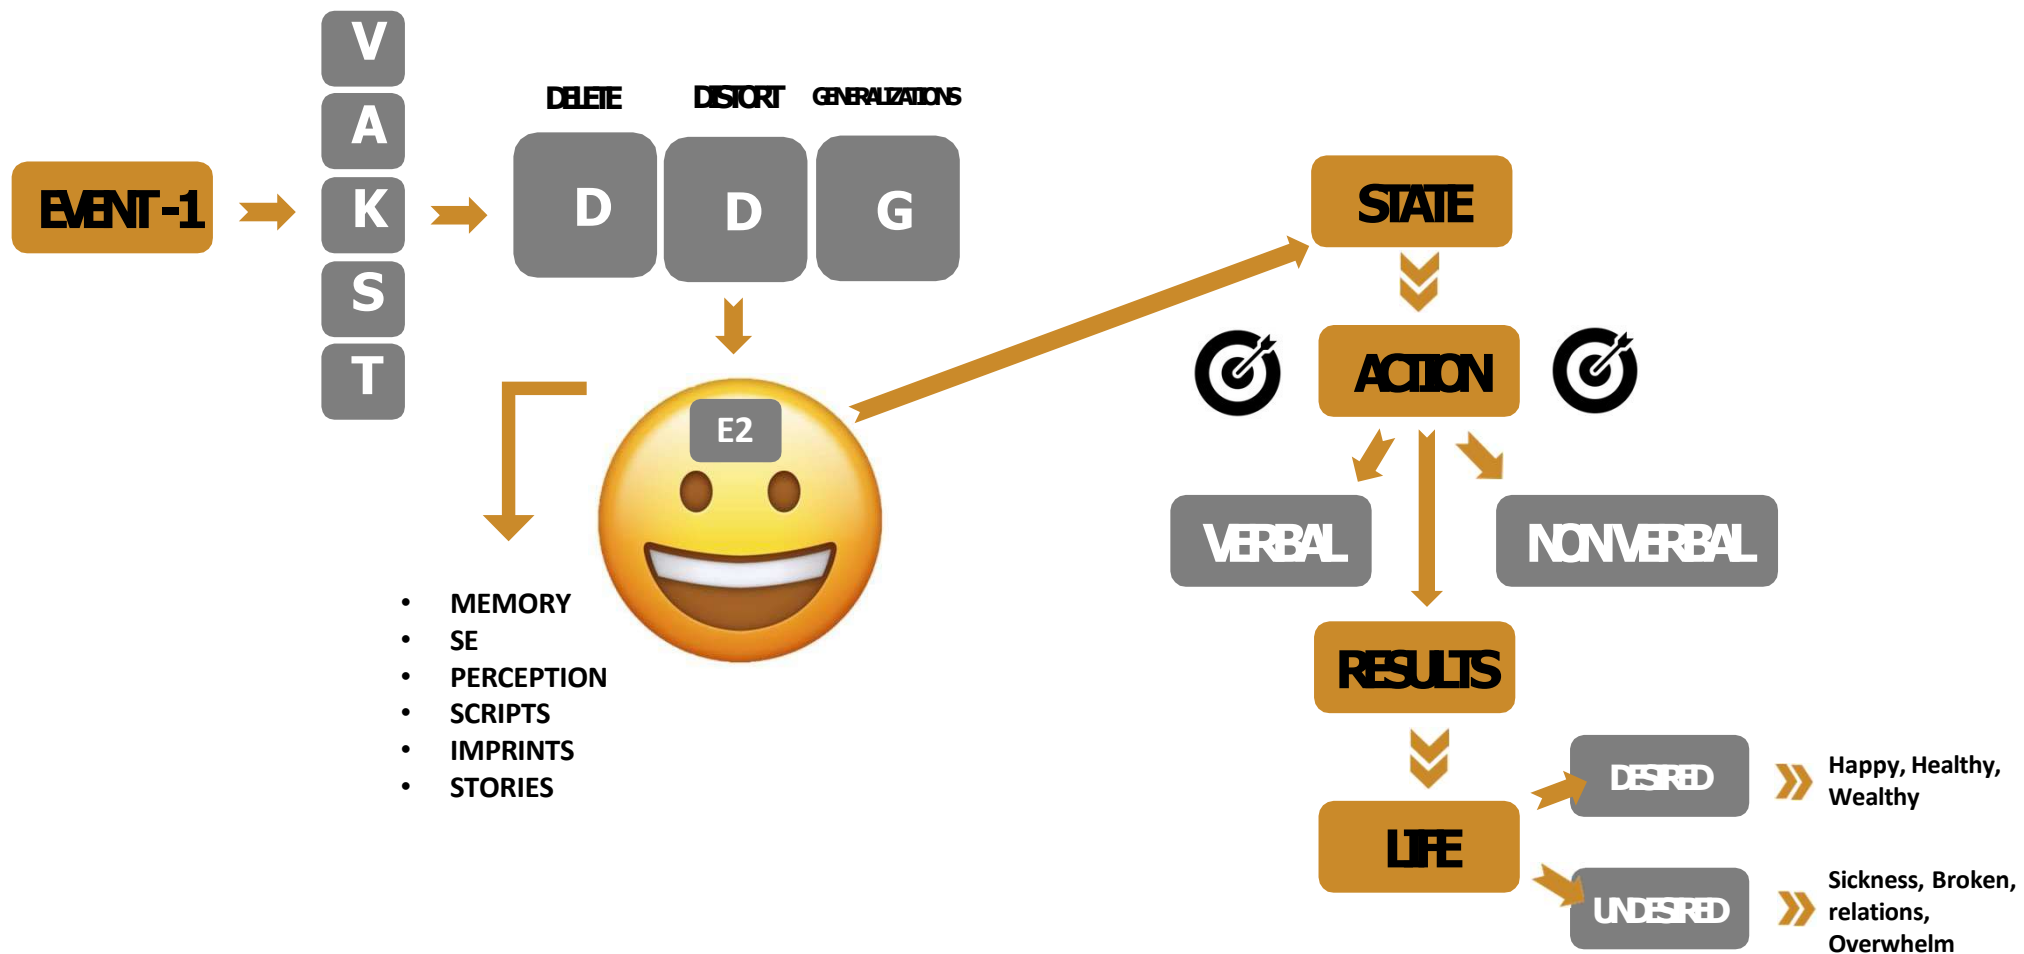 EVENT-1
V
A
K
S
T
DELETE
DISTORT
GENERALIZATIONS
D
D
G
E2
• MEMORY
• SE
• PERCEPTION
• SCRIPTS
• IMPRINTS
• STORIES
STATE
ACTION
VERBAL
NONVERBAL
RESULTS
LIFE
DESIRED
Happy, Healthy,
Wealthy
UNDESIRED
Sickness, Broken,
relations,
Overwhelm